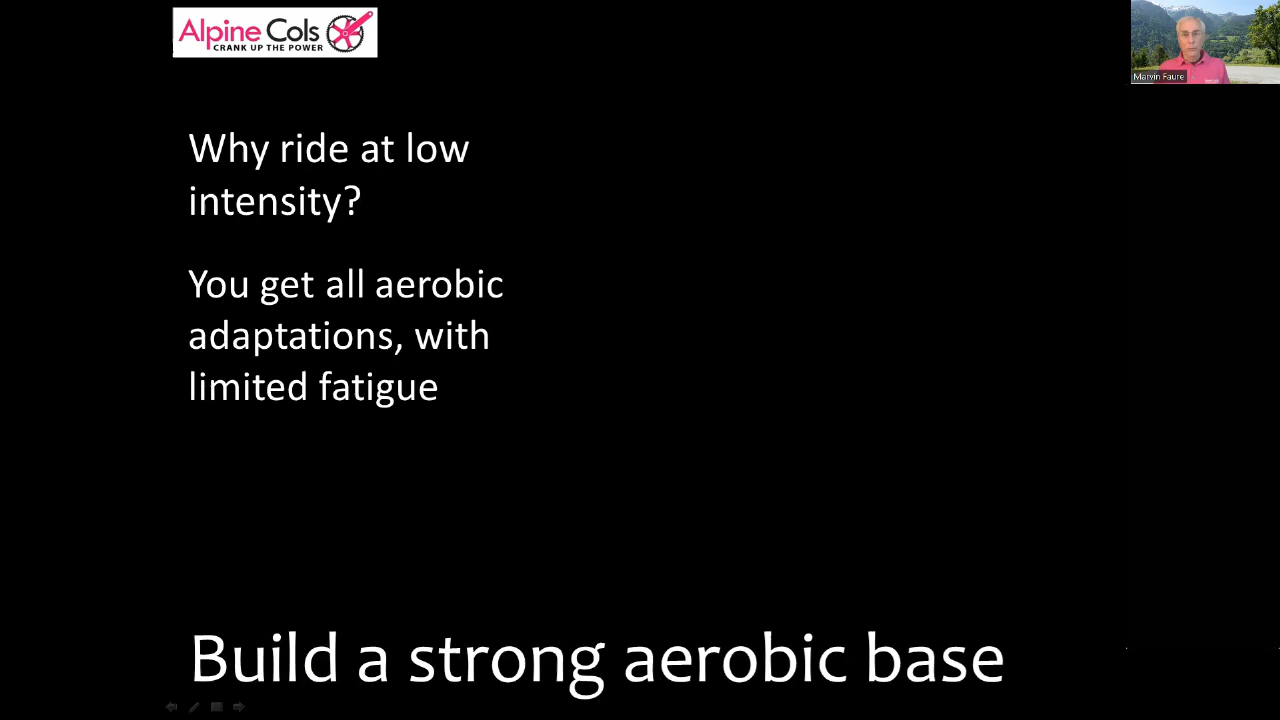 Alpine Cols
CRANK UP THE POWER
Marvin Faure
Why ride at low
intensity?
You get all aerobic
adaptations, with
limited fatigue
Build a strong aerobic base